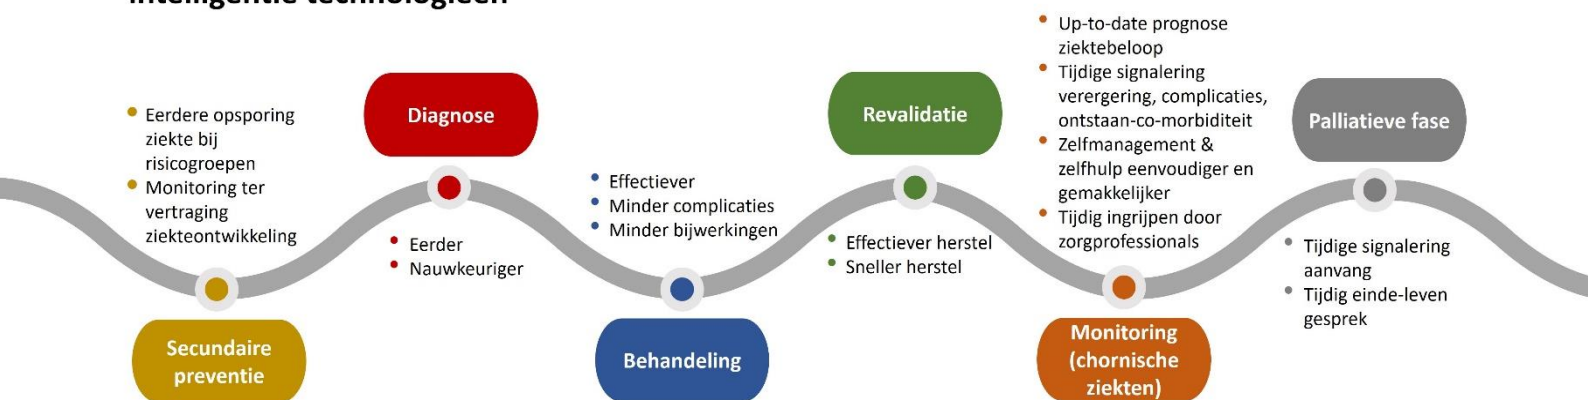 intelligentie technologieën
Eerdere opsporing
ziekte bij
risicogroepen
Monitoring ter
vertraging
ziekteontwikkeling
Secundaire
preventie
Diagnose
Eerder
Nauwkeuriger
Effectiever
Minder complicaties
Minder bijwerkingen
Behandeling
Revalidatie
Effectiever herstel
Sneller herstel
Up-to-date prognose
ziektebeloop
Tijdige signalering
verergering, complicaties,
ontstaan-co-morbiditeit
Zelfmanagement &
zelfhulp eenvoudiger en
gemakkelijker
Tijdig ingrijpen door
zorgprofessionals
Monitoring
(chornische
ziekten)
Palliatieve fase
Tijdige signalering
aanvang
Tijdig einde-leven
gesprek